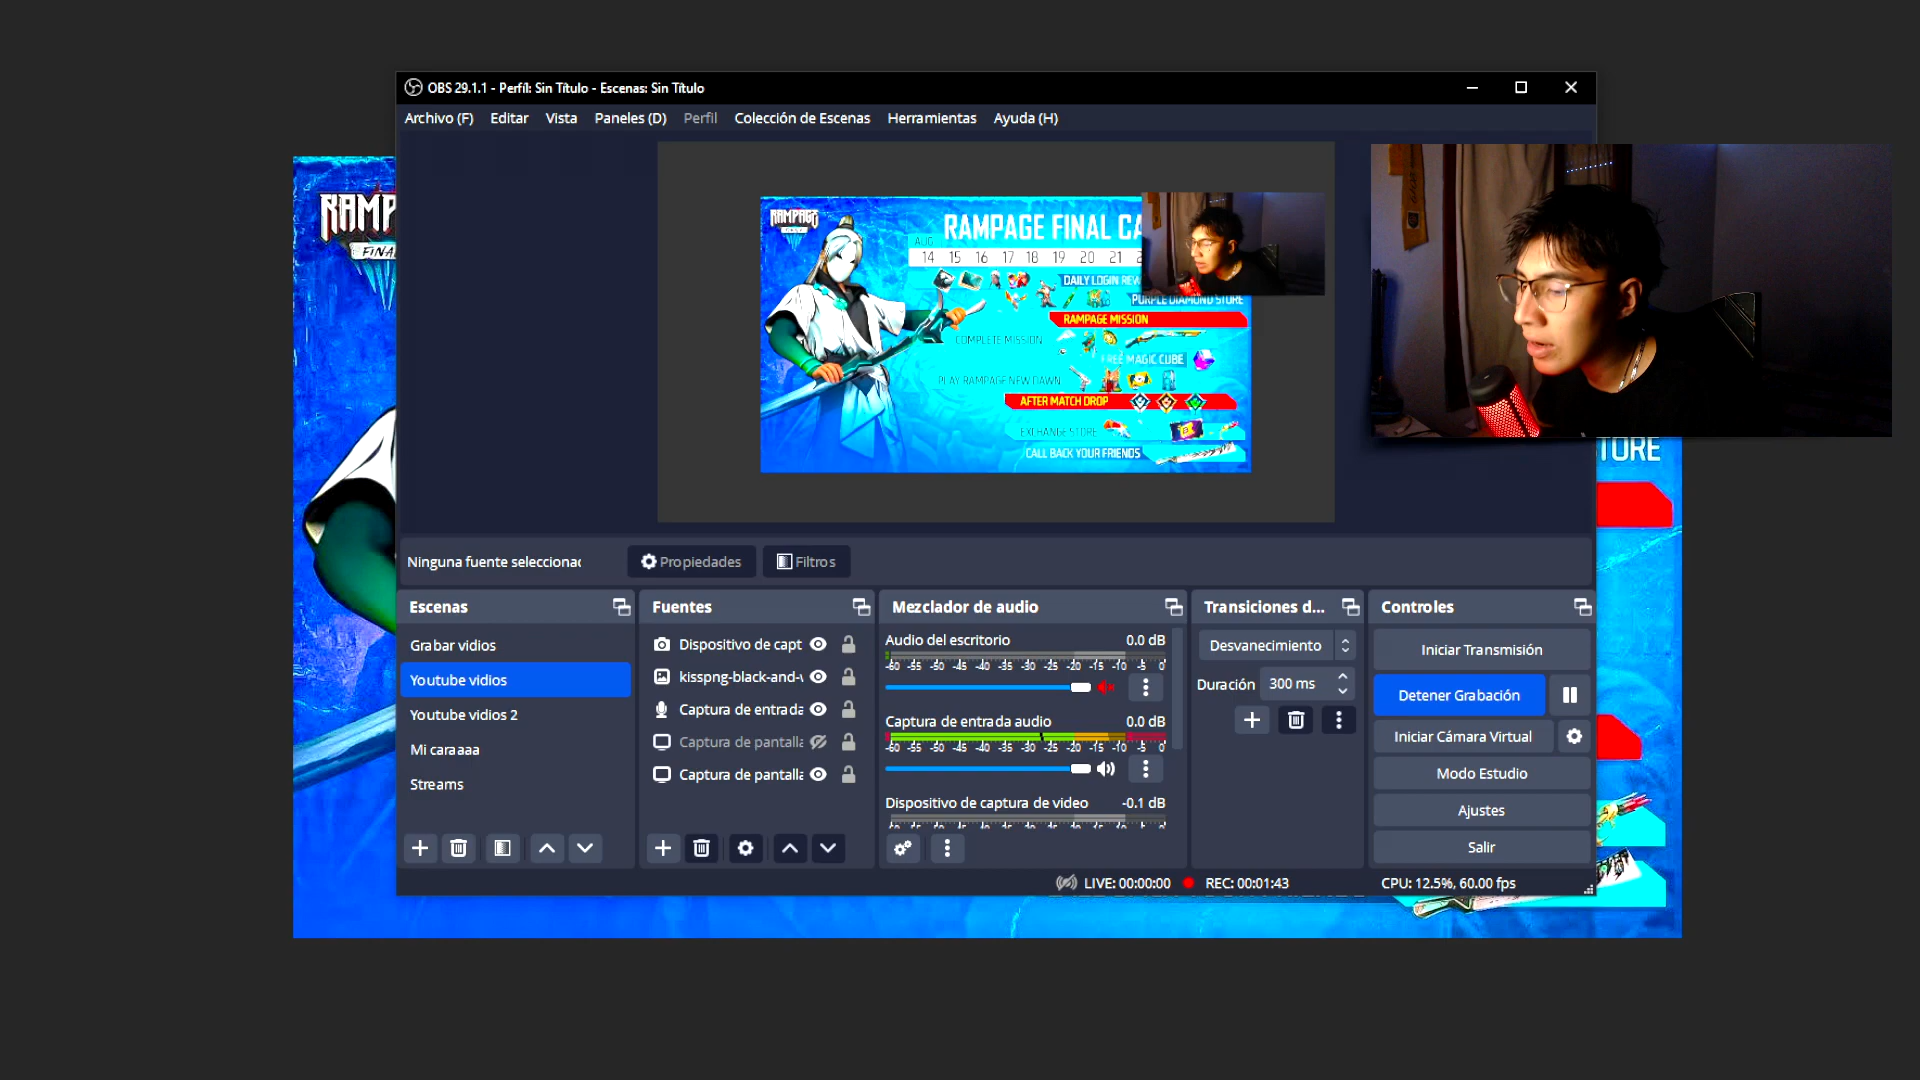 OBS 29.1.1 - Perfil: Sin Título - Escenas: Sin Título
Archivo (F) Editar Vista Paneles (D) Perfil Colección de Escenas Herramientas Ayuda (H)
RAMP
FINA
RAMPAGE
RAMPAGE FINAL CA
AUG
14 15 16 17 18 19 20 21
DAILY LOGIN REW
PURPLE DIAMOND STORE
RAMPAGE MISSION
COMPLETE MISSION
FREE MAGIC CUBE
PLAY RAMPAGE NEW DAWN
AFTER MATCH DROP
EXCHANGE STORE
CALL BACK YOUR FRIENDS
TORE
Ninguna fuente seleccionad
Propiedades
Filtros
Escenas
Grabar vidios
Youtube vidios
Youtube vidios 2
Mi caraaaa
Streams
Fuentes
Dispositivo de capt
kisspng-black-and-v
Captura de entrada
Captura de pantalla
Captura de pantalla
Mezclador de audio
Audio del escritorio 0.0 dB
-60 -55 -50 -45 -40 -35 -30 -25 -20 -15 -10 -5 0
Captura de entrada audio 0.0 dB
-60 -55 -50 -45 -40 -35 -30 -25 -20 -15 -10 -5 0
Dispositivo de captura de video -0.1 dB
Transiciones d...
Desvanecimiento
Duración 300 ms
Controles
Iniciar Transmisión
Detener Grabación
Iniciar Cámara Virtual
Modo Estudio
Ajustes
Salir
LIVE: 00:00:00 REC: 00:01:43 CPU: 12.5%, 60.00 fps